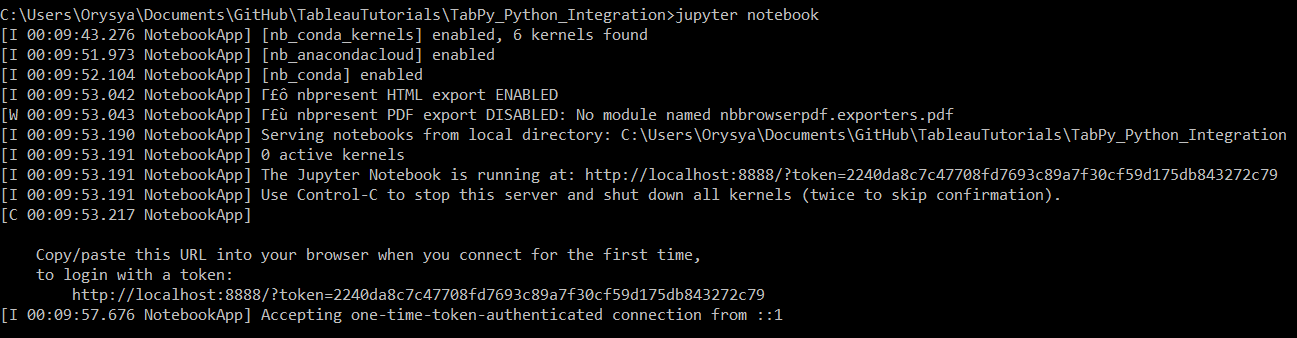 C:\Users\Orysya\Documents\GitHub\TableauTutorials\TabPy_Python_Integration>jupyter notebook
[I 00:09:43.276 NotebookApp] [nb_conda_kernels] enabled, 6 kernels found
[I 00:09:51.973 NotebookApp] [nb_anacondacloud] enabled
[I 00:09:52.104 NotebookApp] [nb_conda] enabled
[I 00:09:53.042 NotebookApp] Γ£ô nbpresent HTML export ENABLED
[W 00:09:53.043 NotebookApp] Γ£ù nbpresent PDF export DISABLED: No module named nbbrowserpdf.exporters.pdf
[I 00:09:53.190 NotebookApp] Serving notebooks from local directory: C:\Users\Orysya\Documents\GitHub\TableauTutorials\TabPy_Python_Integration
[I 00:09:53.191 NotebookApp] 0 active kernels
[I 00:09:53.191 NotebookApp] The Jupyter Notebook is running at: http://localhost:8888/?token=2240da8c7c47708fd7693c89a7f30cf59d175db843272c79
[I 00:09:53.191 NotebookApp] Use Control-C to stop this server and shut down all kernels (twice to skip confirmation).
[C 00:09:53.217 NotebookApp]
Copy/paste this URL into your browser when you connect for the first time,
to login with a token:
http://localhost:8888/?token=2240da8c7c47708fd7693c89a7f30cf59d175db843272c79
[I 00:09:57.676 NotebookApp] Accepting one-time-token-authenticated connection from ::1